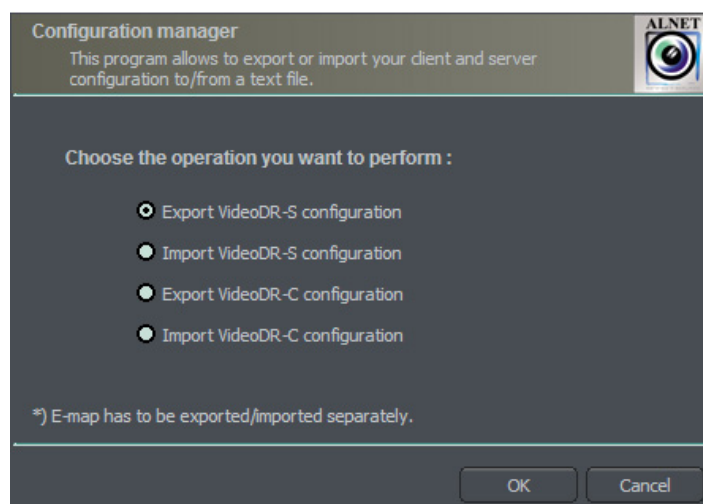 Configuration manager
This program allows to export or import your client and server
configuration to/from a text file.
ALNET
Choose the operation you want to perform :
Export VideoDR-S configuration
Import VideoDR-S configuration
Export VideoDR-C configuration
Import VideoDR-C configuration
*) E-map has to be exported/imported separately.
OK
Cancel